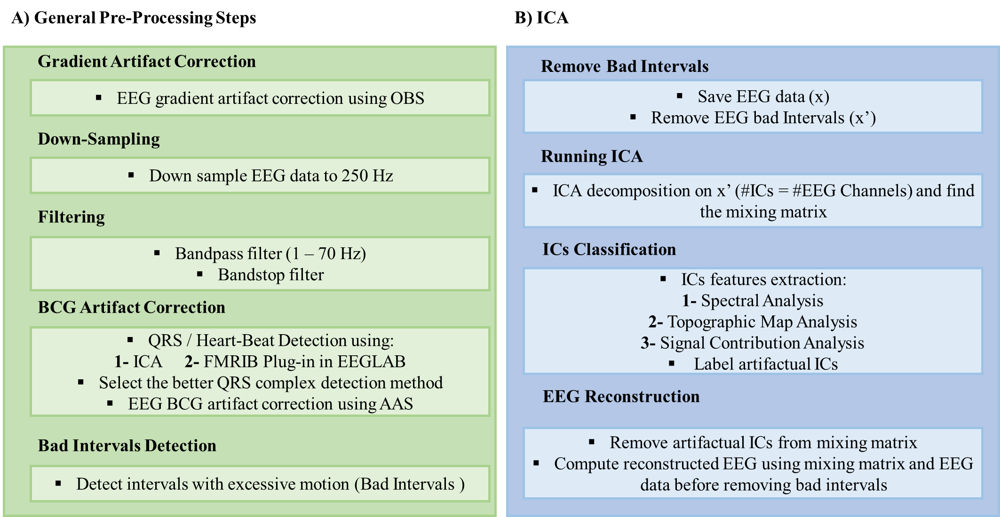 A) General Pre-Processing Steps
Gradient Artifact Correction
▪ EEG gradient artifact correction using OBS
Down-Sampling
▪ Down sample EEG data to 250 Hz
Filtering
▪ Bandpass filter (1 – 70 Hz)
▪ Bandstop filter
BCG Artifact Correction
▪ QRS / Heart-Beat Detection using:
1- ICA 2- FMRIB Plug-in in EEGLAB
▪ Select the better QRS complex detection method
▪ EEG BCG artifact correction using AAS
Bad Intervals Detection
▪ Detect intervals with excessive motion (Bad Intervals )
B) ICA
Remove Bad Intervals
▪ Save EEG data (x)
▪ Remove EEG bad Intervals (x’)
Running ICA
▪ ICA decomposition on x’ (#ICs = #EEG Channels) and find
the mixing matrix
ICs Classification
▪ ICs features extraction:
1- Spectral Analysis
2- Topographic Map Analysis
3- Signal Contribution Analysis
▪ Label artifactual ICs
EEG Reconstruction
▪ Remove artifactual ICs from mixing matrix
▪ Compute reconstructed EEG using mixing matrix and EEG
data before removing bad intervals